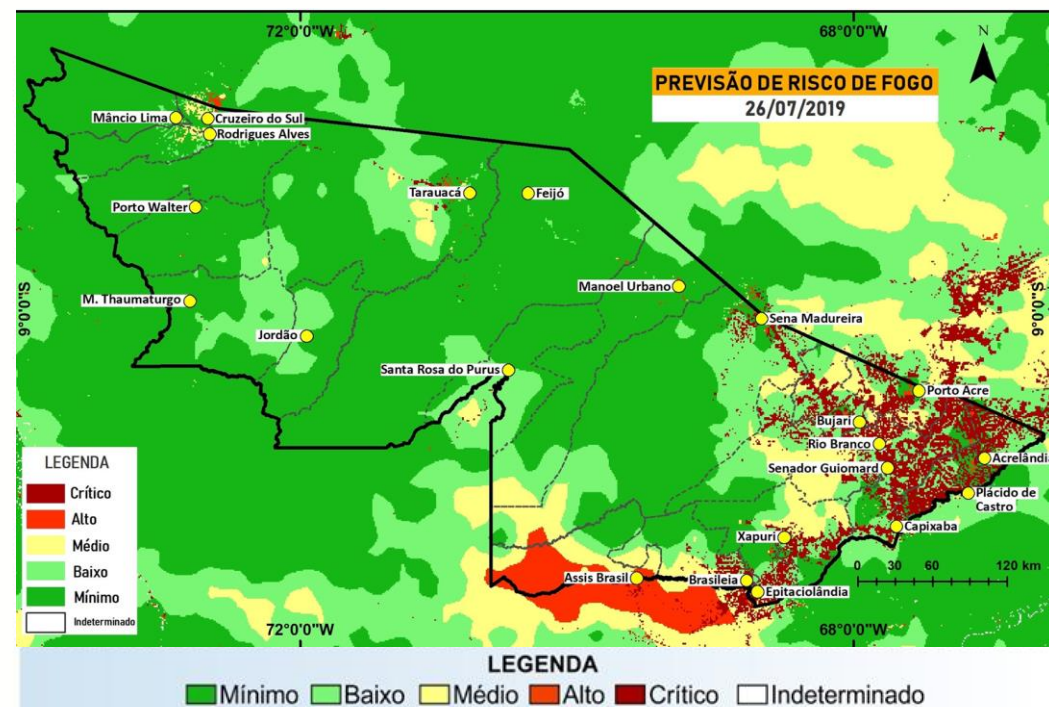 72°0'0"W
68°0'0"W
N
PREVISÃO DE RISCO DE FOGO
26/07/2019
Mâncio Lima
Cruzeiro do Sul
Rodrigues Alves
Tarauacá
Feijó
Porto Walter
M. Thaumaturgo
Manoel Urbano
9°0'0"S
9°0'0"S
Jordão
Sena Madureira
Santa Rosa do Purus
Porto Acre
Bujari
Rio Branco
Acrelândia
Senador Guiomard
Plácido de
Castro
Capixaba
Xapuri
Assis Brasil
Brasileia
Epitaciolândia
0 30 60 120 km
LEGENDA
Crítico
Alto
Médio
Baixo
Mínimo
Indeterminado
72°0'0"W
68°0'0"W
LEGENDA
Mínimo Baixo Médio Alto Crítico Indeterminado